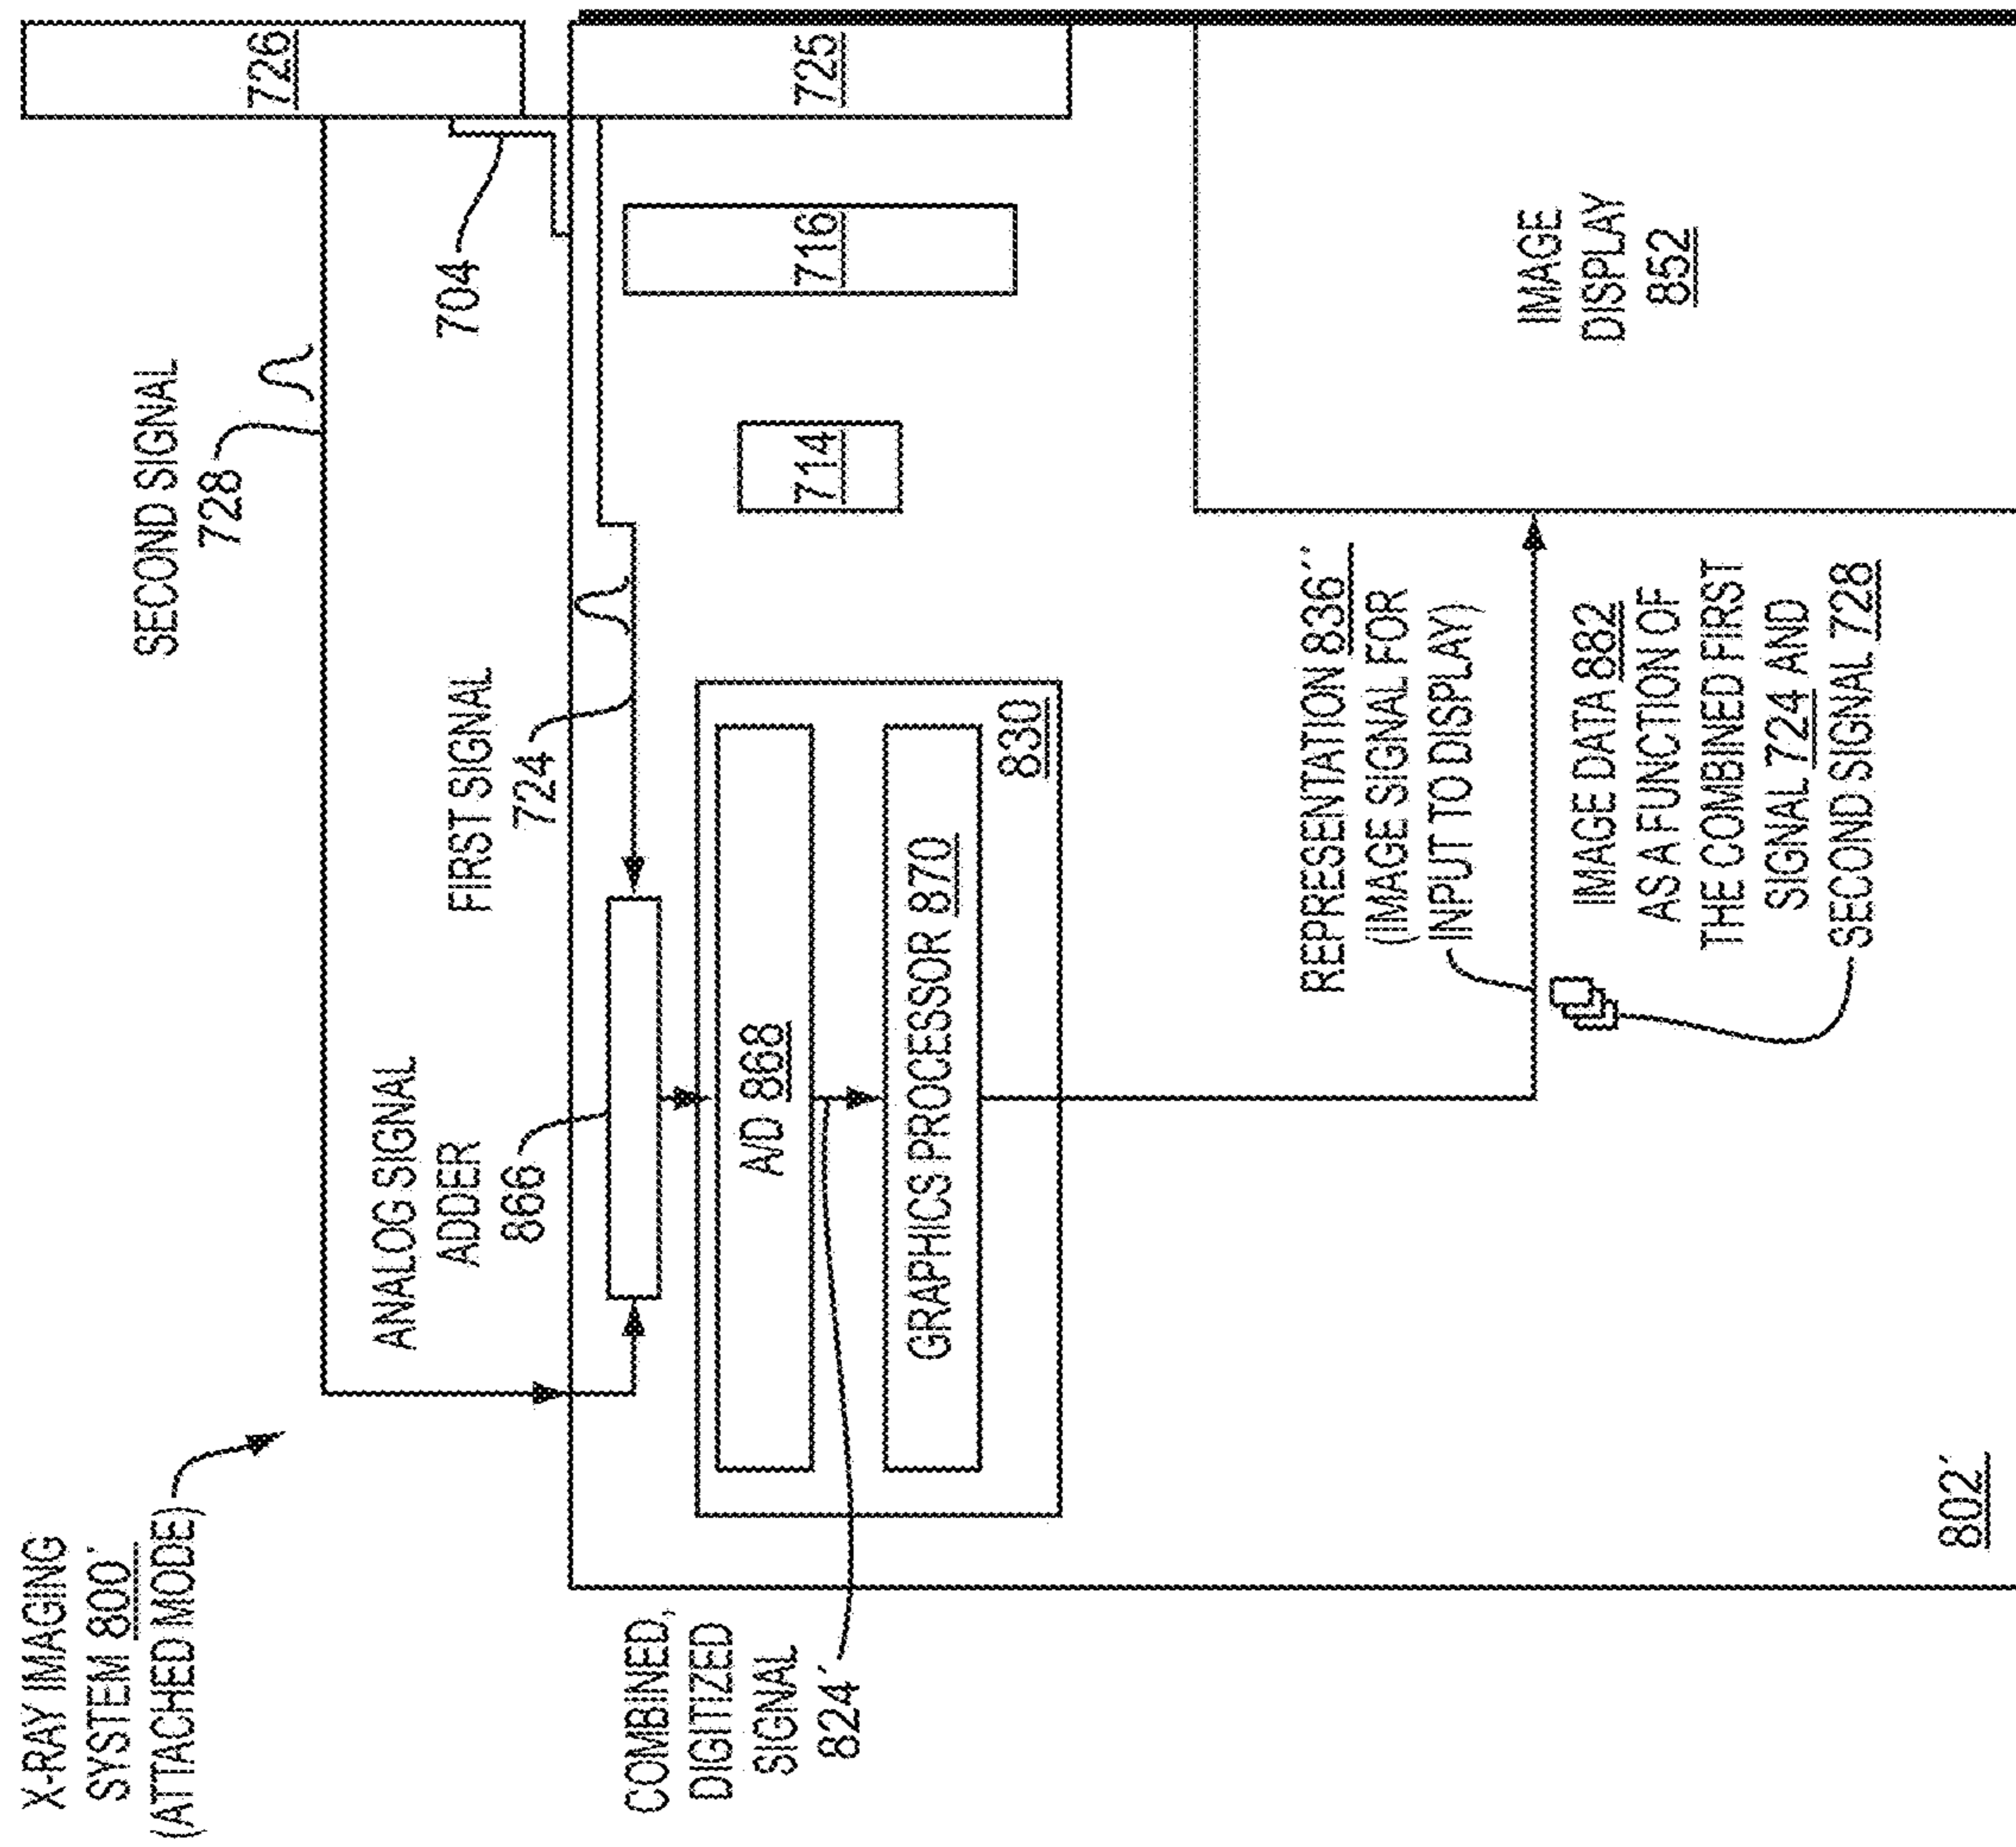 X-RAY IMAGING
SYSTEM 800´
(ATTACHED MODE)
SECOND SIGNAL
728
726
ANALOG SIGNAL
ADDER
866
FIRST SIGNAL
724
704
COMBINED,
DIGITIZED
SIGNAL
824´
A/D 868
GRAPHICS PROCESSOR 870
830
714
716
725
REPRESENTATION 836´´
(IMAGE SIGNAL FOR
INPUT TO DISPLAY)
IMAGE DATA 882
AS A FUNCTION OF
THE COMBINED FIRST
SIGNAL 724 AND
SECOND SIGNAL 728
IMAGE
DISPLAY
852
802´